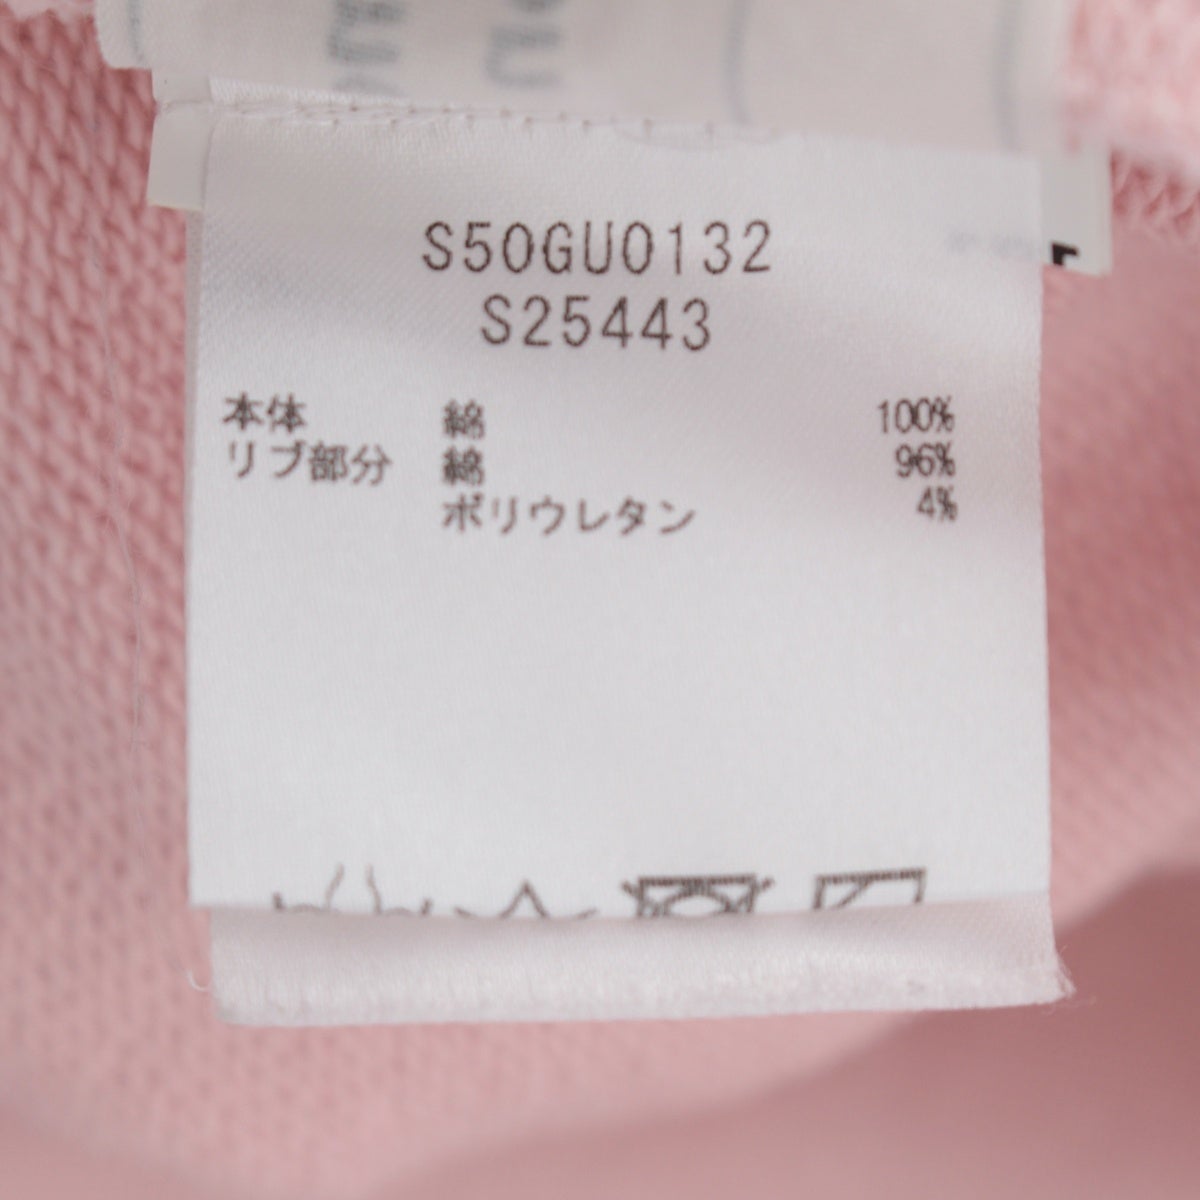 S50GU0132
S25443
本体 綿 100%
リブ部分 綿 96%
ポリウレタン 4%